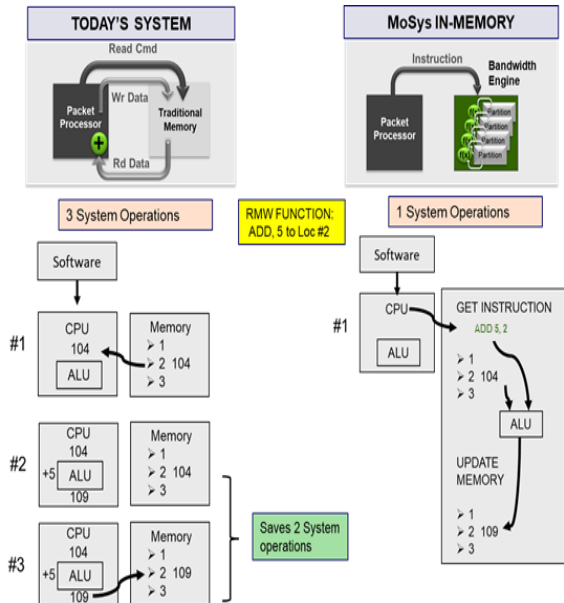 TODAY'S SYSTEM
Read Cmd
Wr Data
Packet
Processor
Traditional
Memory
Rd Data
MoSys IN-MEMORY
Instruction
Bandwidth
Engine
Packet
Processor
Partition
Partition
3 System Operations
RMW FUNCTION:
ADD, 5 to Loc #2
1 System Operations
Software
#1
CPU
104
ALU
Memory
➢ 1
➢ 2 104
➢ 3
#2
CPU
104
+5 ALU
109
Memory
➢ 1
➢ 2 104
➢ 3
#3
CPU
104
+5 ALU
109
Memory
➢ 1
➢ 2 109
➢ 3
Saves 2 System
operations
Software
#1
CPU
ALU
GET INSTRUCTION
ADD 5, 2
➢ 1
➢ 2 104
➢ 3
ALU
UPDATE
MEMORY
➢ 1
➢ 2 109
➢ 3